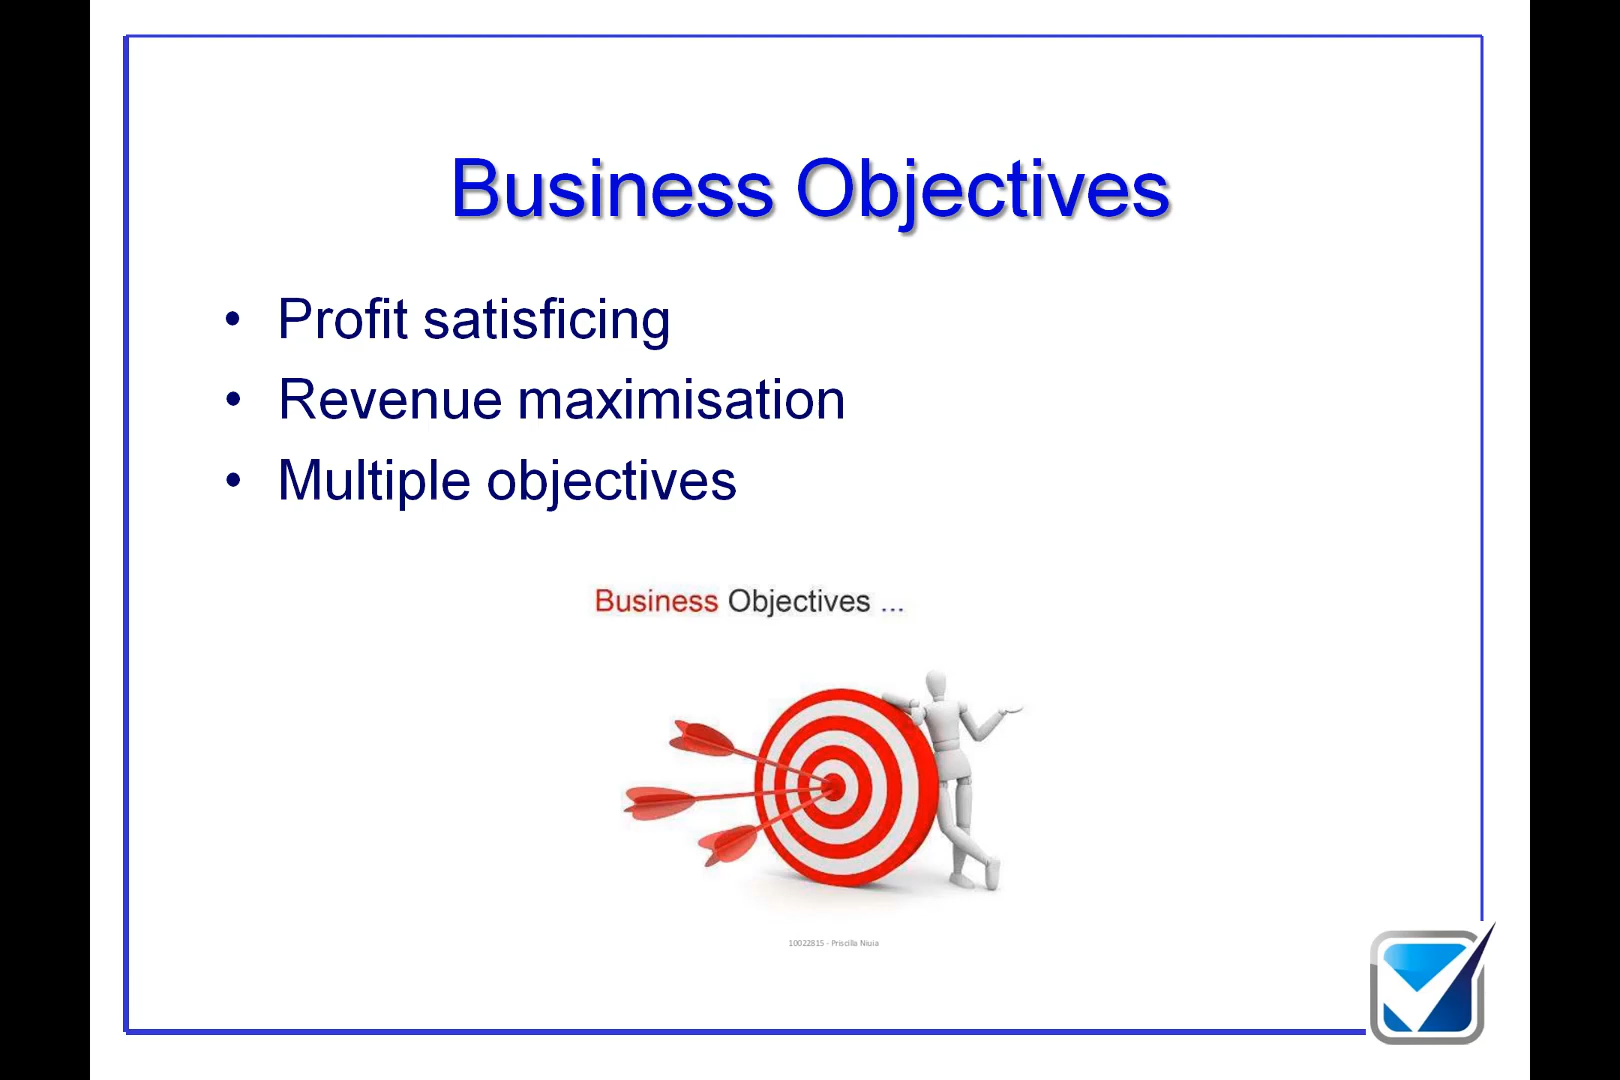 Business Objectives
• Profit satisficing
• Revenue maximisation
• Multiple objectives
Business Objectives ...
10022815 - Priscilla Niuia